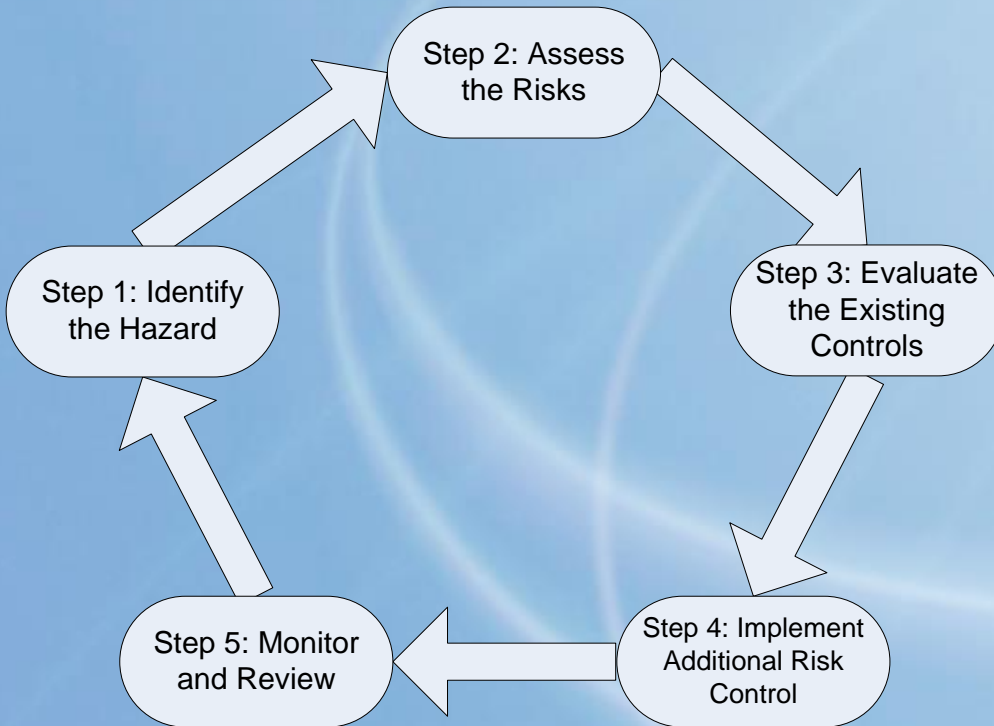 Step 1: Identify
the Hazard
Step 2: Assess
the Risks
Step 3: Evaluate
the Existing
Controls
Step 4: Implement
Additional Risk
Control
Step 5: Monitor
and Review